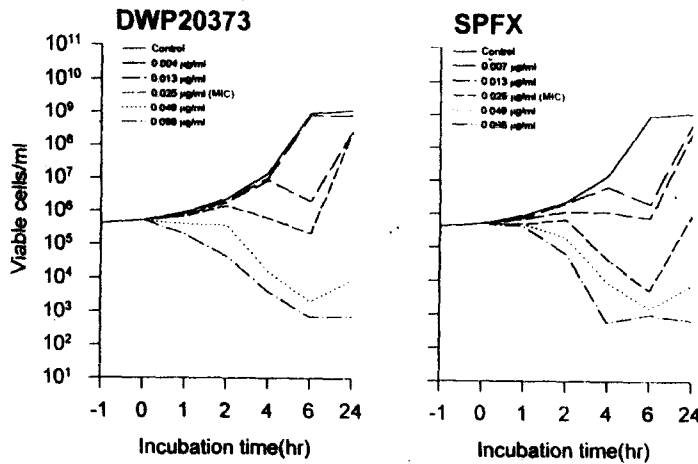 DWP20373
SPFX
Viable cells/ml
10¹¹
10¹⁰
10⁹
10⁸
10⁷
10⁶
10⁵
10⁴
10³
10²
10¹
Control
0.004 µg/ml
0.013 µg/ml
0.025 µg/ml (MIC)
0.049 µg/ml
0.098 µg/ml
-1 0 1 2 4 6 24
Incubation time(hr)
Control
0.007 µg/ml
0.013 µg/ml
µg/ml (MIC)
0.049 µg/ml
µg/ml
-1 0 1 2 4 6 24
Incubation time(hr)